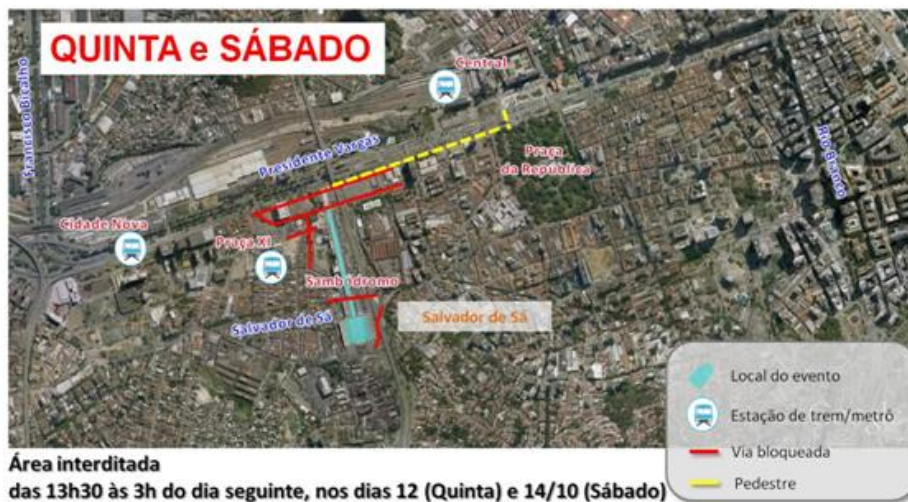 QUINTA e SÁBADO
Central
Francisco Bicalho
Presidente Vargas
Praça
da República
Rio Branco
Cidade Nova
Praça XI
Sambódromo
Salvador de Sá
Salvador de Sá
Local do evento
Estação de trem/metrô
Via bloqueada
Pedestre
Área interditada
das 13h30 às 3h do dia seguinte, nos dias 12 (Quinta) e 14/10 (Sábado)